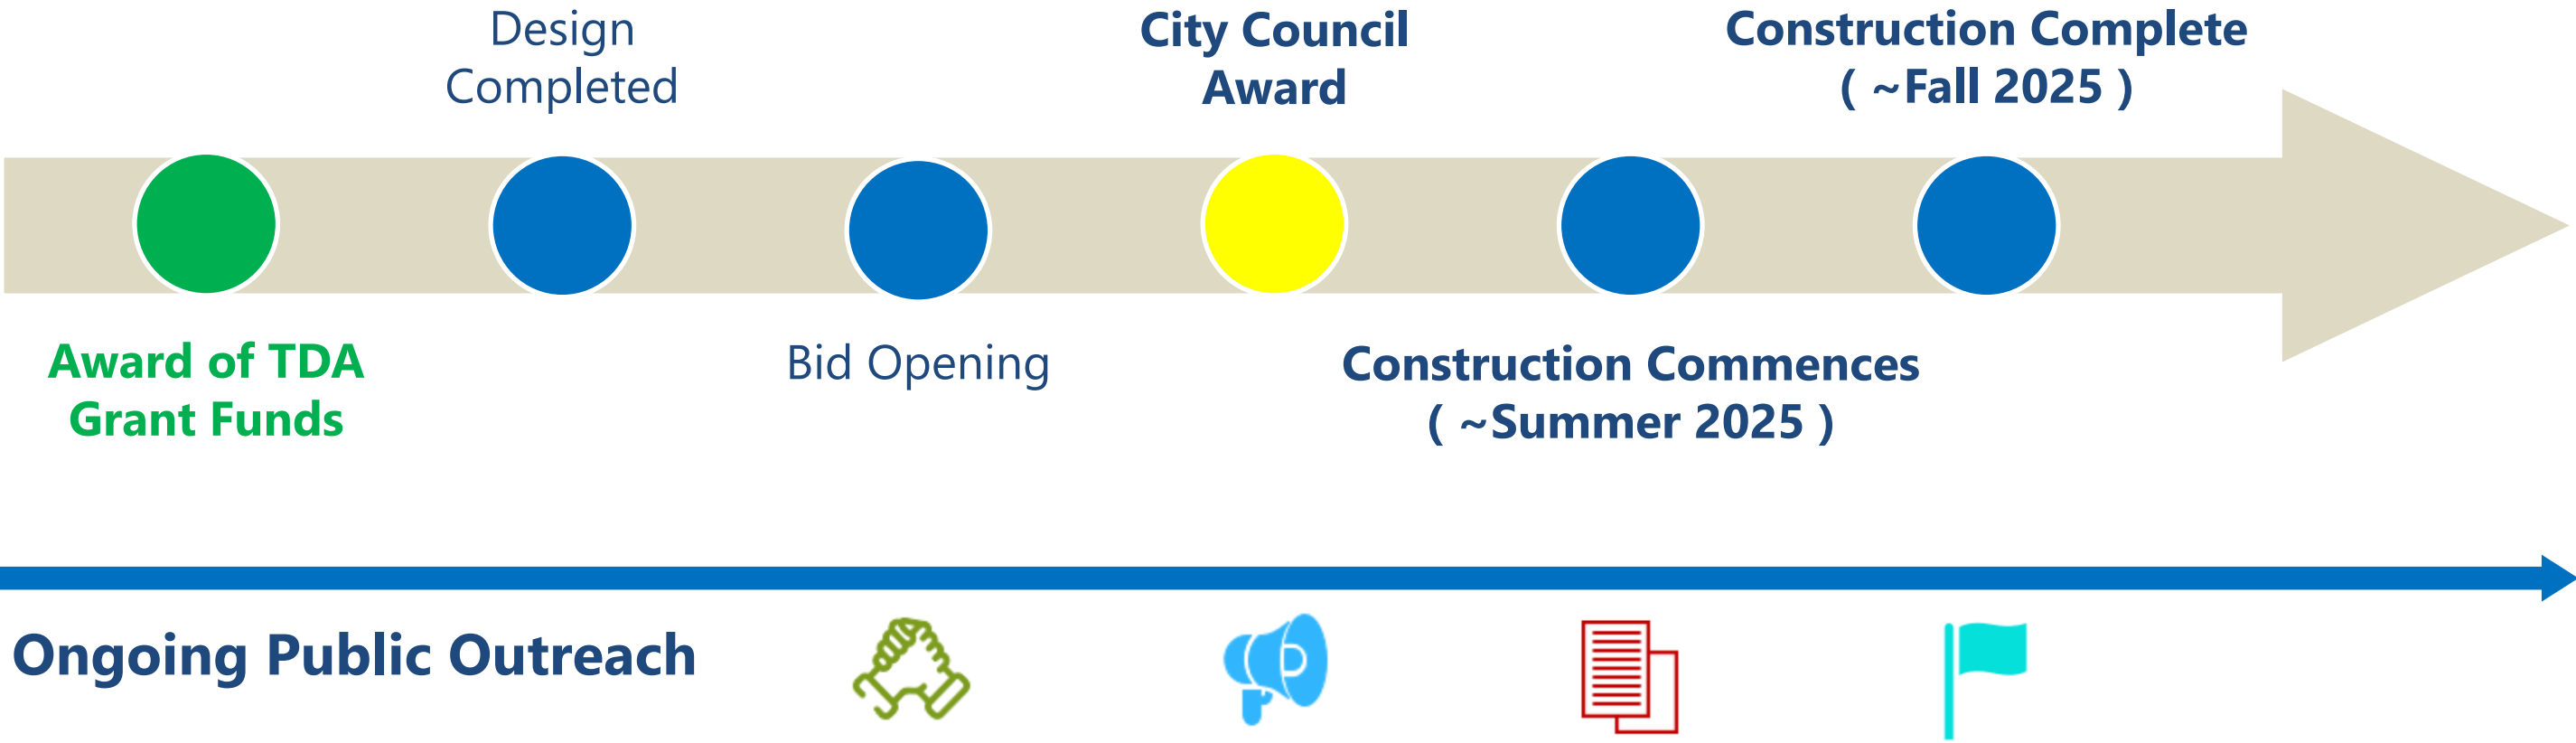 Design
Completed
City Council
Award
Construction Complete
( ~Fall 2025 )
Award of TDA
Grant Funds
Bid Opening
Construction Commences
( ~Summer 2025 )
Ongoing Public Outreach